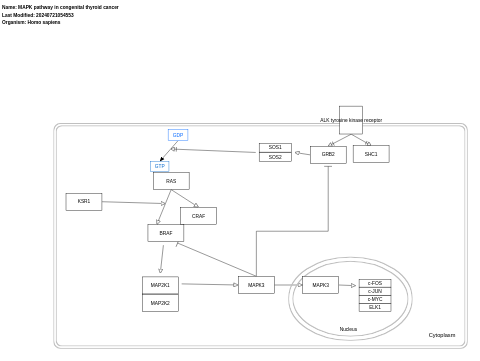 Name: MAPK pathway in congenital thyroid cancer
Last Modified: 20240721054553
Organism: Homo sapiens
ALK tyrosine kinase receptor
GDP
SOS1
SOS2
GRB2
SHC1
GTP
RAS
KSR1
CRAF
BRAF
MAP2K1
MAP2K2
MAPK3
MAPK3
c-FOS
c-JUN
c-MYC
ELK1
Nucleus
Cytoplasm